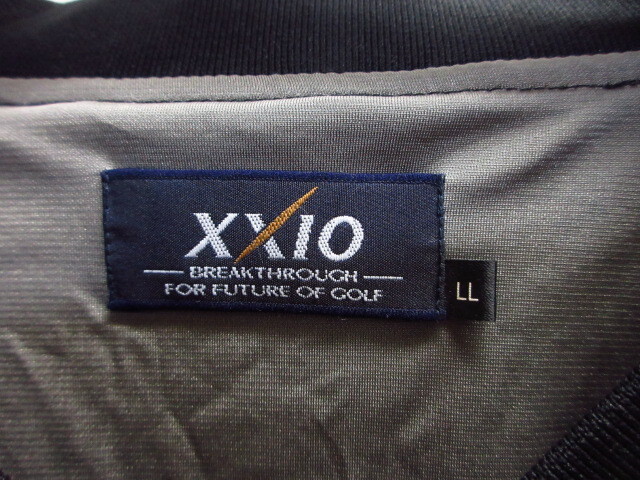 XXIO
BREAKTHROUGH
FOR FUTURE OF GOLF
LL